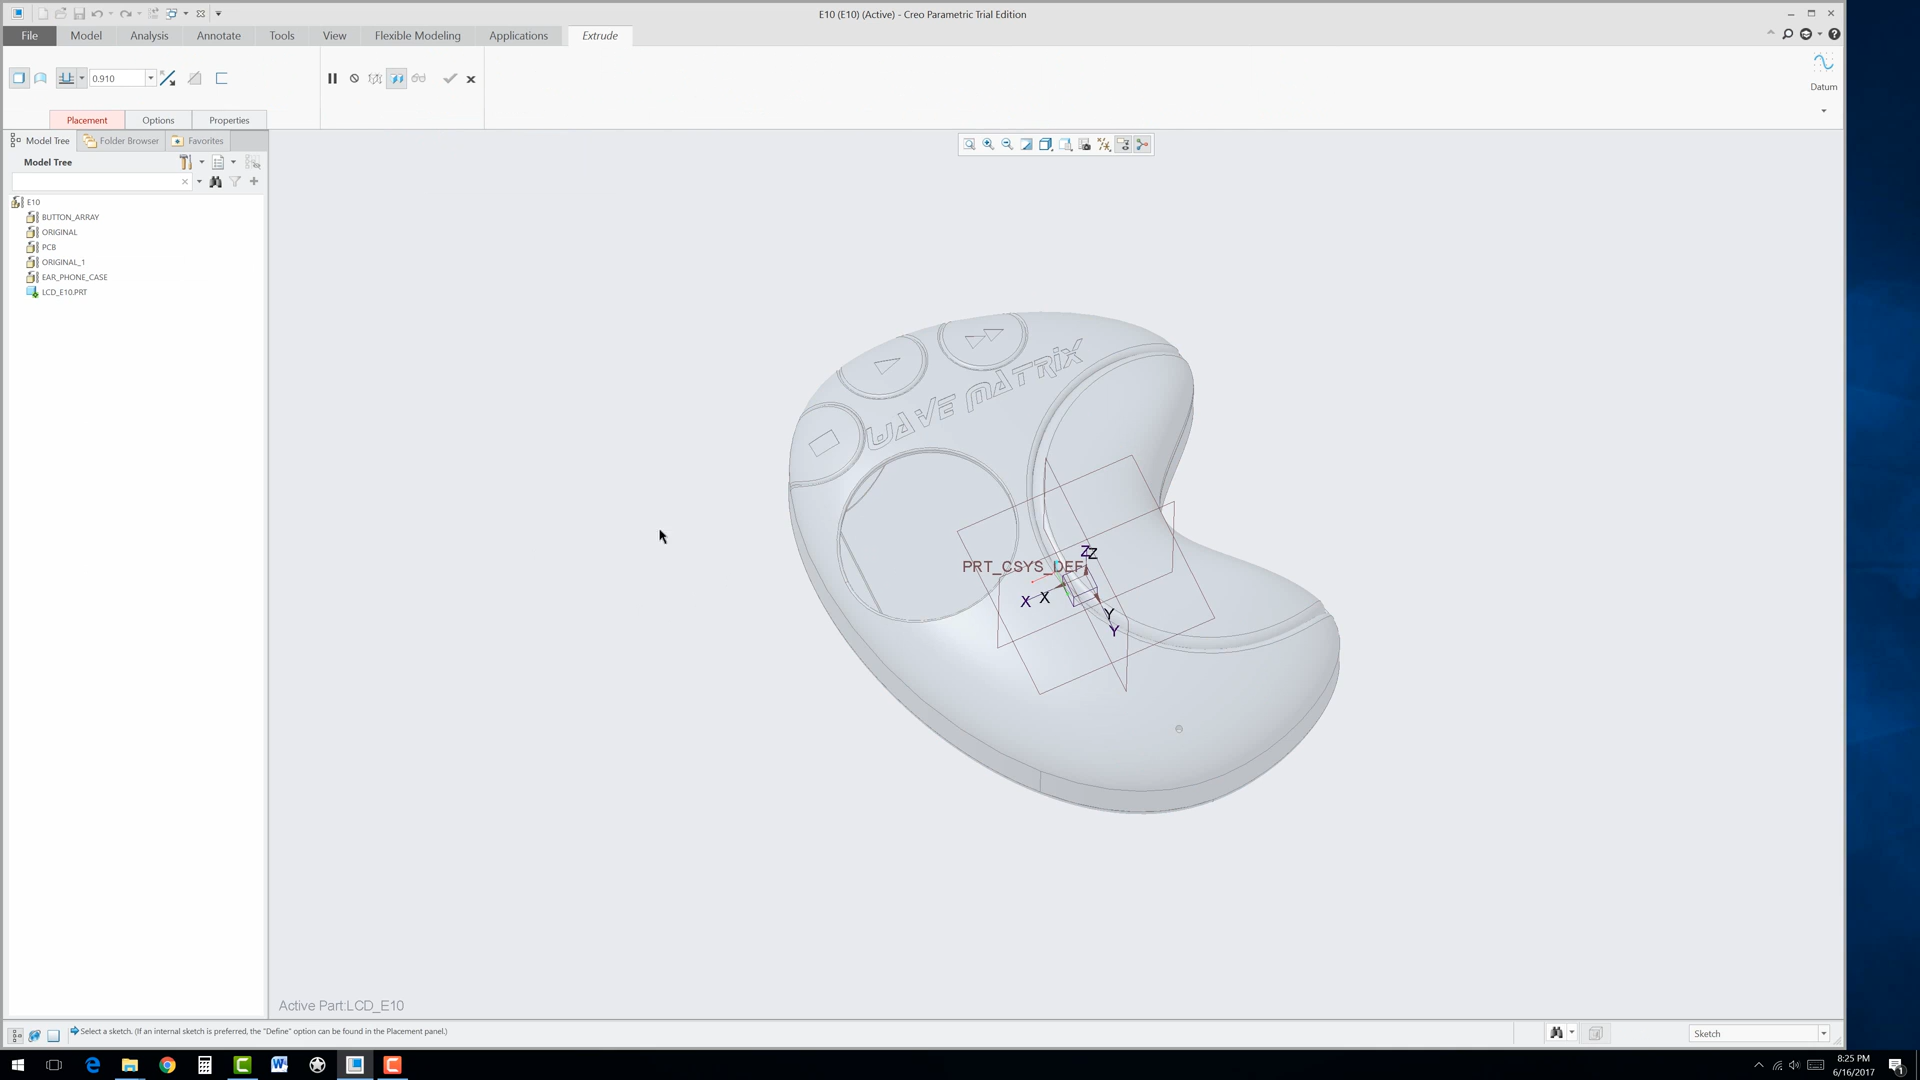 E10 (E10) (Active) - Creo Parametric Trial Edition
File Model Analysis Annotate Tools View Flexible Modeling Applications Extrude
0.910
Datum
Placement Options Properties
Model Tree Folder Browser Favorites
Model Tree
E10
BUTTON_ARRAY
ORIGINAL
PCB
ORIGINAL_1
EAR_PHONE_CASE
LCD_E10.PRT
WAVE MATRIX
PRT_CSYS_DEF
Z Z
X X
Y
Y
Active Part:LCD_E10
Select a sketch. (If an internal sketch is preferred, the "Define" option can be found in the Placement panel.)
Sketch
8:25 PM
6/16/2017